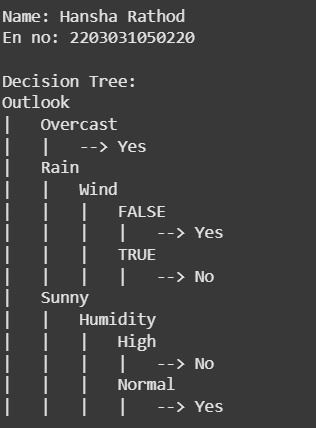 Name: Hansha Rathod
En no: 2203031050220

Decision Tree:
Outlook
|   Overcast
|   |   --> Yes
|   Rain
|   |   Wind
|   |   |   FALSE
|   |   |   |   --> Yes
|   |   |   TRUE
|   |   |   |   --> No
|   Sunny
|   |   Humidity
|   |   |   High
|   |   |   |   --> No
|   |   |   Normal
|   |   |   |   --> Yes